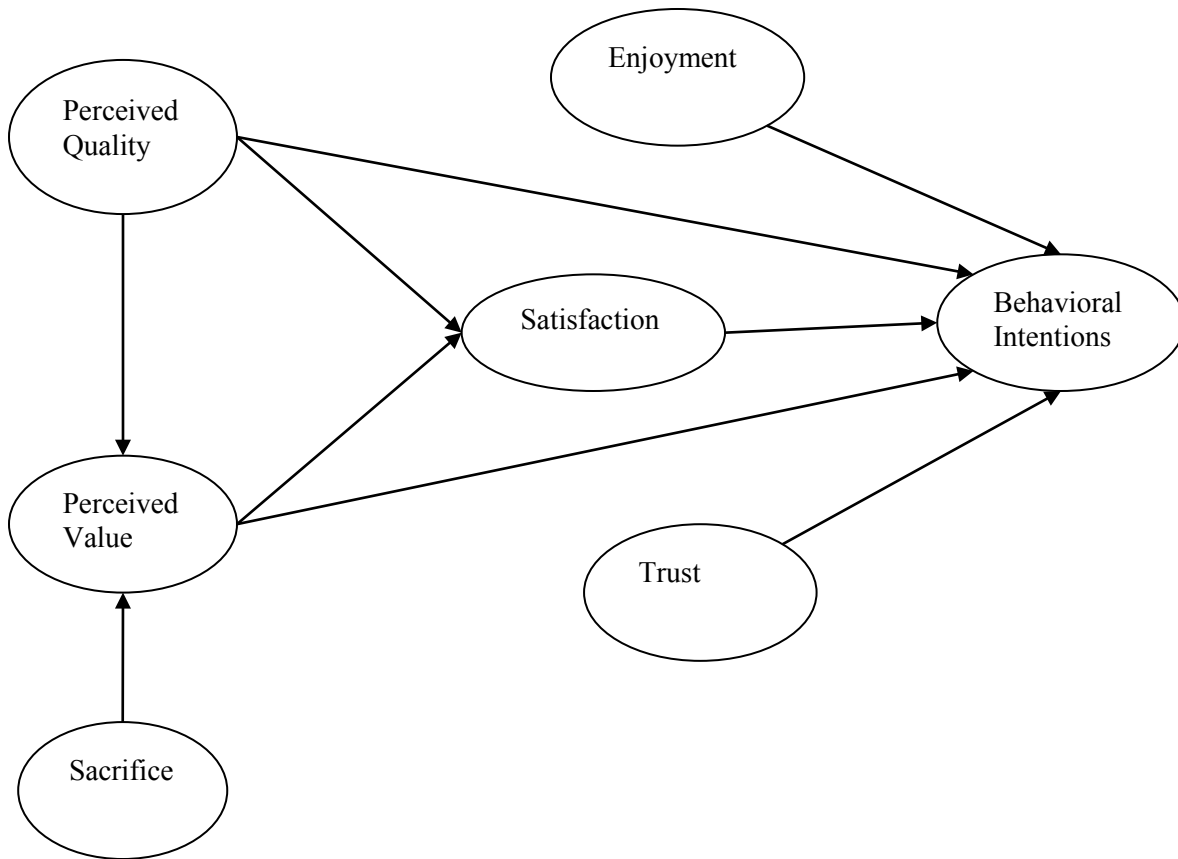 Enjoyment
Perceived
Quality
Satisfaction
Behavioral
Intentions
Perceived
Value
Trust
Sacrifice